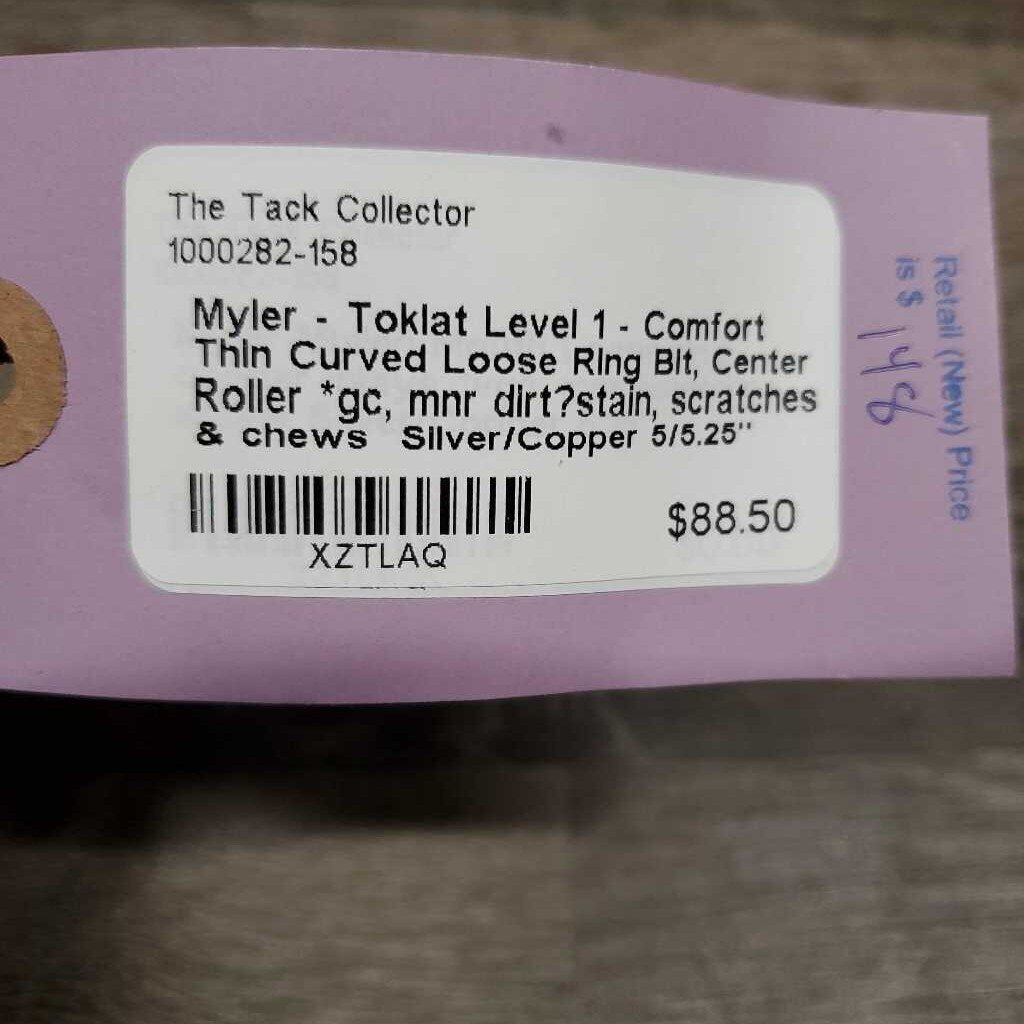 The Tack Collector
1000282-158
Myler - Toklat Level 1 - Comfort
Thin Curved Loose Ring Bit, Center
Roller *gc, mnr dirt?stain, scratches
& chews Silver/Copper 5/5.25"
XZTLAQ
$88.50
Retail (New) Price
is $ 148